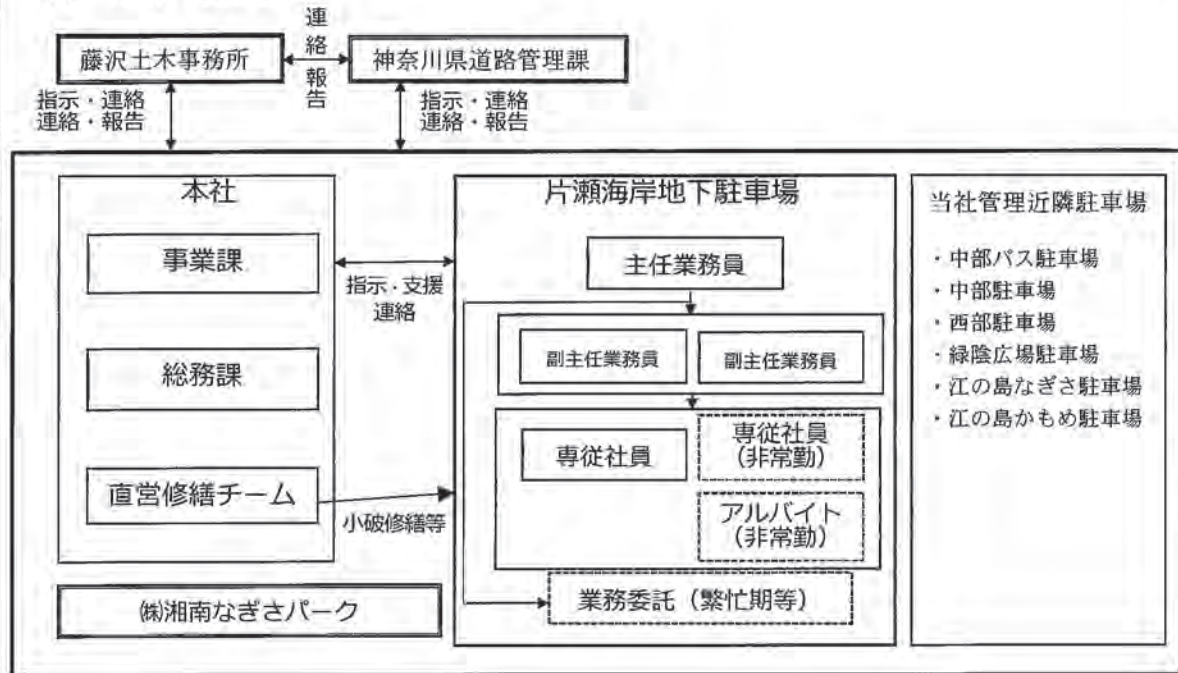 連絡
報告
藤沢土木事務所
神奈川県道路管理課
指示・連絡
連絡・報告
指示・連絡
連絡・報告
本社
事業課
総務課
直営修繕チーム
㈱湘南なぎさパーク
指示・支援
連絡
小破修繕等
片瀬海岸地下駐車場
主任業務員
副主任業務員
副主任業務員
専従社員
専従社員
(非常勤)
アルバイト
(非常勤)
業務委託（繁忙期等）
当社管理近隣駐車場
・中部バス駐車場
・中部駐車場
・西部駐車場
・緑陰広場駐車場
・江の島なぎさ駐車場
・江の島かもめ駐車場